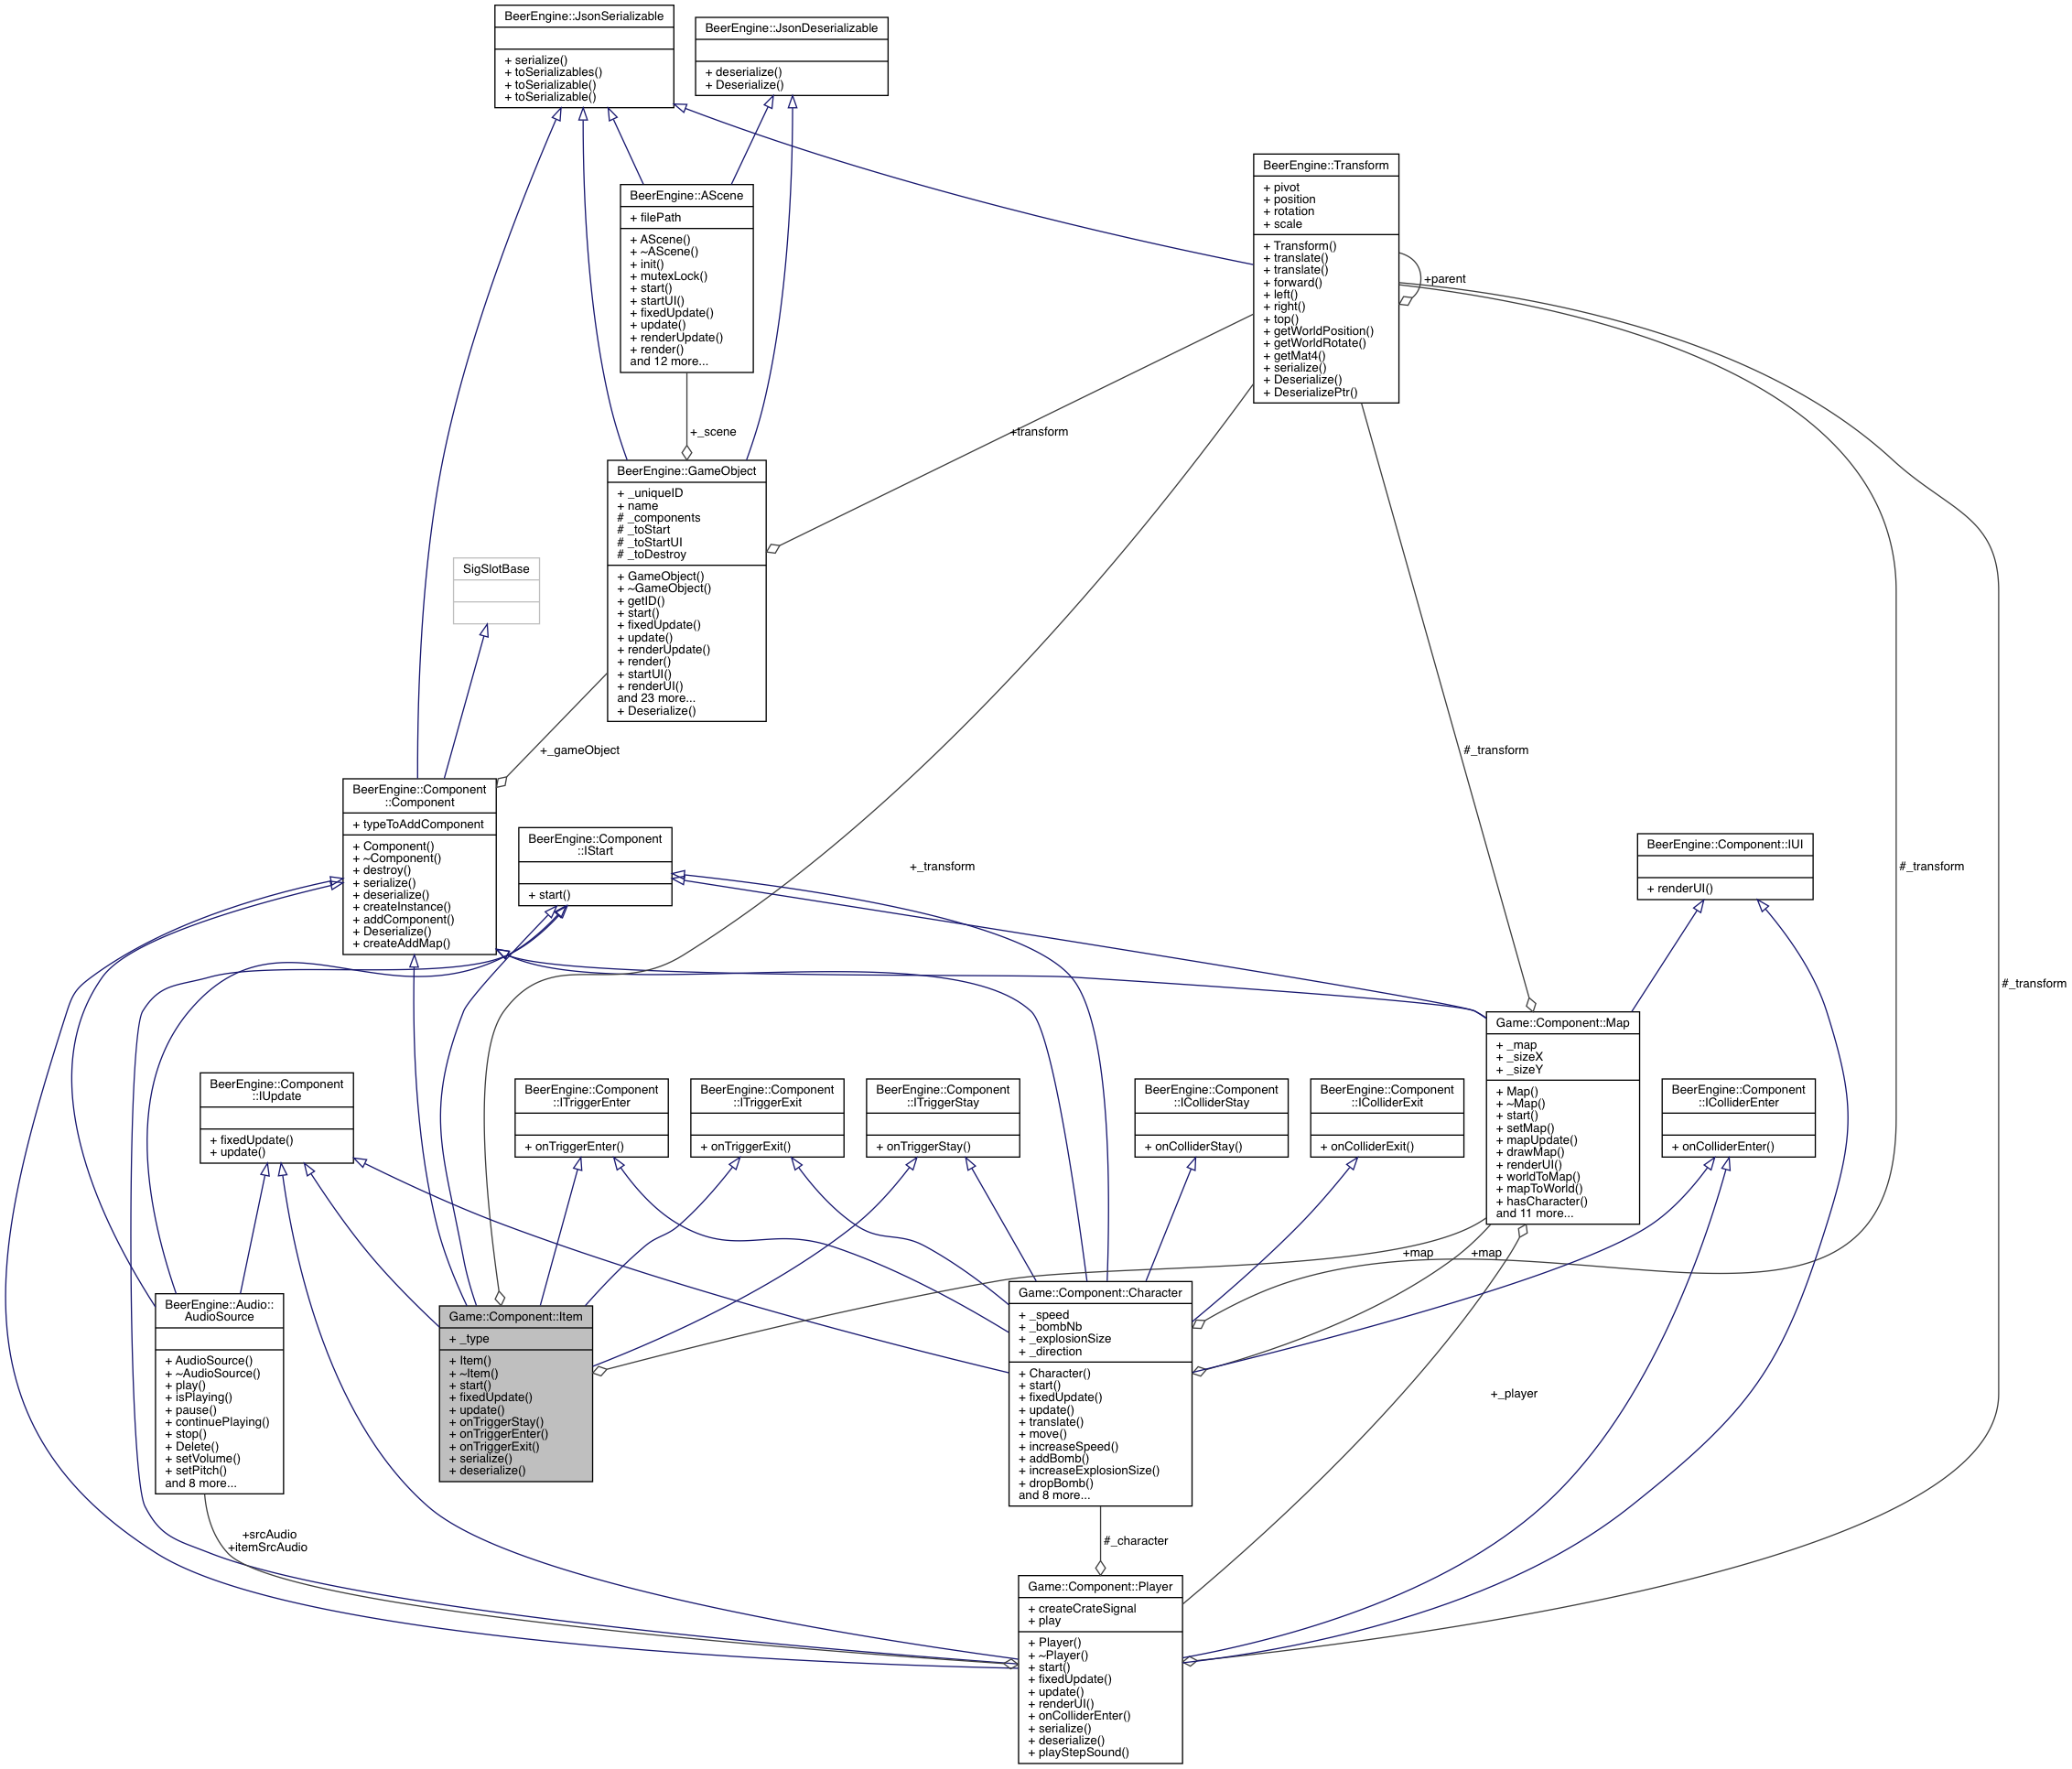 BeerEngine::JsonSerializable
+ serialize()
+ toSerializables()
+ toSerializable()
+ toSerializable()
BeerEngine::JsonDeserializable
+ deserialize()
+ Deserialize()
BeerEngine::Transform
+ pivot
+ position
+ rotation
+ scale
+ Transform()
+ translate()
+ translate()
+ forward()
+ left()
+ right()
+ top()
+ getWorldPosition()
+ getWorldRotate()
+ getMat4()
+ serialize()
+ Deserialize()
+ DeserializePtr()
+parent
BeerEngine::AScene
+ filePath
+ AScene()
+ ~AScene()
+ init()
+ mutexLock()
+ start()
+ startUI()
+ fixedUpdate()
+ update()
+ renderUpdate()
+ render()
and 12 more...
+_scene
+transform
BeerEngine::GameObject
+ _uniqueID
+ name
# _components
# _toStart
# _toStartUI
# _toDestroy
+ GameObject()
+ ~GameObject()
+ getID()
+ start()
+ fixedUpdate()
+ update()
+ renderUpdate()
+ render()
+ startUI()
+ renderUI()
and 23 more...
+ Deserialize()
SigSlotBase
+_gameObject
#_transform
BeerEngine::Component
::Component
+ typeToAddComponent
+ Component()
+ ~Component()
+ destroy()
+ serialize()
+ deserialize()
+ createInstance()
+ addComponent()
+ Deserialize()
+ createAddMap()
BeerEngine::Component
::IStart
+ start()
+_transform
BeerEngine::Component::IUI
+ renderUI()
#_transform
#_transform
Game::Component::Map
+ _map
+ _sizeX
+ _sizeY
+ Map()
+ ~Map()
+ start()
+ setMap()
+ mapUpdate()
+ drawMap()
+ renderUI()
+ worldToMap()
+ mapToWorld()
+ hasCharacter()
and 11 more...
BeerEngine::Component
::IUpdate
+ fixedUpdate()
+ update()
BeerEngine::Component
::ITriggerEnter
+ onTriggerEnter()
BeerEngine::Component
::ITriggerExit
+ onTriggerExit()
BeerEngine::Component
::ITriggerStay
+ onTriggerStay()
BeerEngine::Component
::IColliderStay
+ onColliderStay()
BeerEngine::Component
::IColliderExit
+ onColliderExit()
BeerEngine::Component
::IColliderEnter
+ onColliderEnter()
+map
+map
BeerEngine::Audio::
AudioSource
+ AudioSource()
+ ~AudioSource()
+ play()
+ isPlaying()
+ pause()
+ continuePlaying()
+ stop()
+ Delete()
+ setVolume()
+ setPitch()
and 8 more...
Game::Component::Item
+ _type
+ Item()
+ ~Item()
+ start()
+ fixedUpdate()
+ update()
+ onTriggerStay()
+ onTriggerEnter()
+ onTriggerExit()
+ serialize()
+ deserialize()
Game::Component::Character
+ _speed
+ _bombNb
+ _explosionSize
+ _direction
+ Character()
+ start()
+ fixedUpdate()
+ update()
+ translate()
+ move()
+ increaseSpeed()
+ addBomb()
+ increaseExplosionSize()
+ dropBomb()
and 8 more...
+_player
+srcAudio
+itemSrcAudio
#_character
Game::Component::Player
+ createCrateSignal
+ play
+ Player()
+ ~Player()
+ start()
+ fixedUpdate()
+ update()
+ renderUI()
+ onColliderEnter()
+ serialize()
+ deserialize()
+ playStepSound()